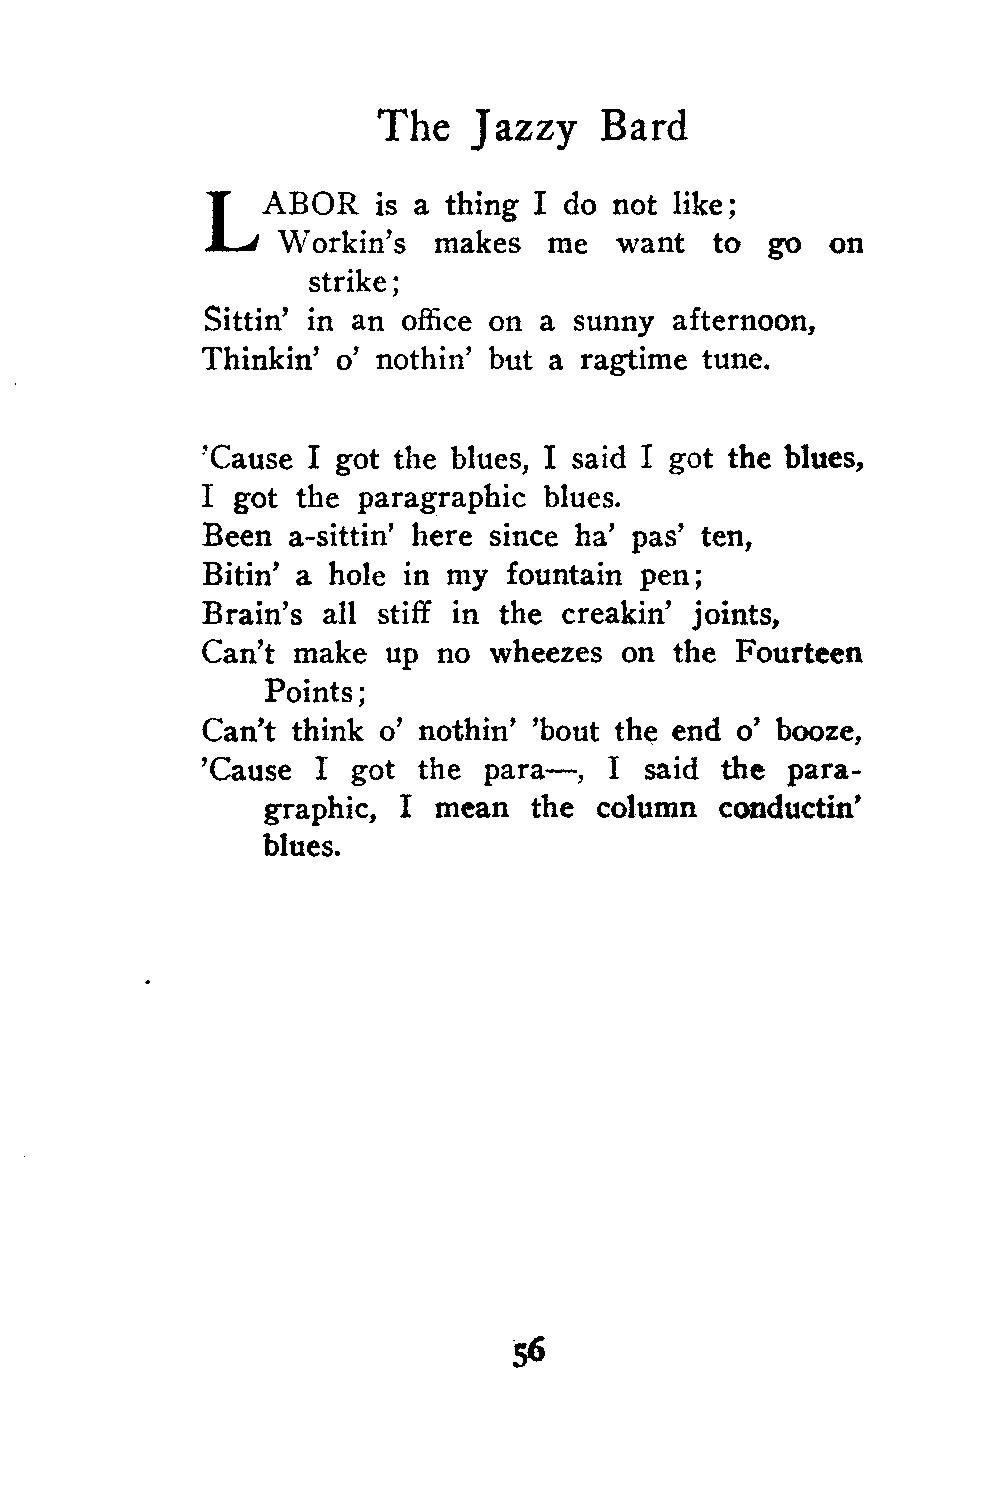 The Jazzy Bard
LABOR is a thing I do not like;
Workin's makes me want to go on
strike;
Sittin' in an office on a sunny afternoon,
Thinkin' o' nothin' but a ragtime tune.
'Cause I got the blues, I said I got the blues,
I got the paragraphic blues.
Been a-sittin' here since ha' pas' ten,
Bitin' a hole in my fountain pen;
Brain's all stiff in the creakin' joints,
Can't make up no wheezes on the Fourteen
Points;
Can't think o' nothin' 'bout the end o' booze,
'Cause I got the para—, I said the para-
graphic, I mean the column conductin'
blues.
56